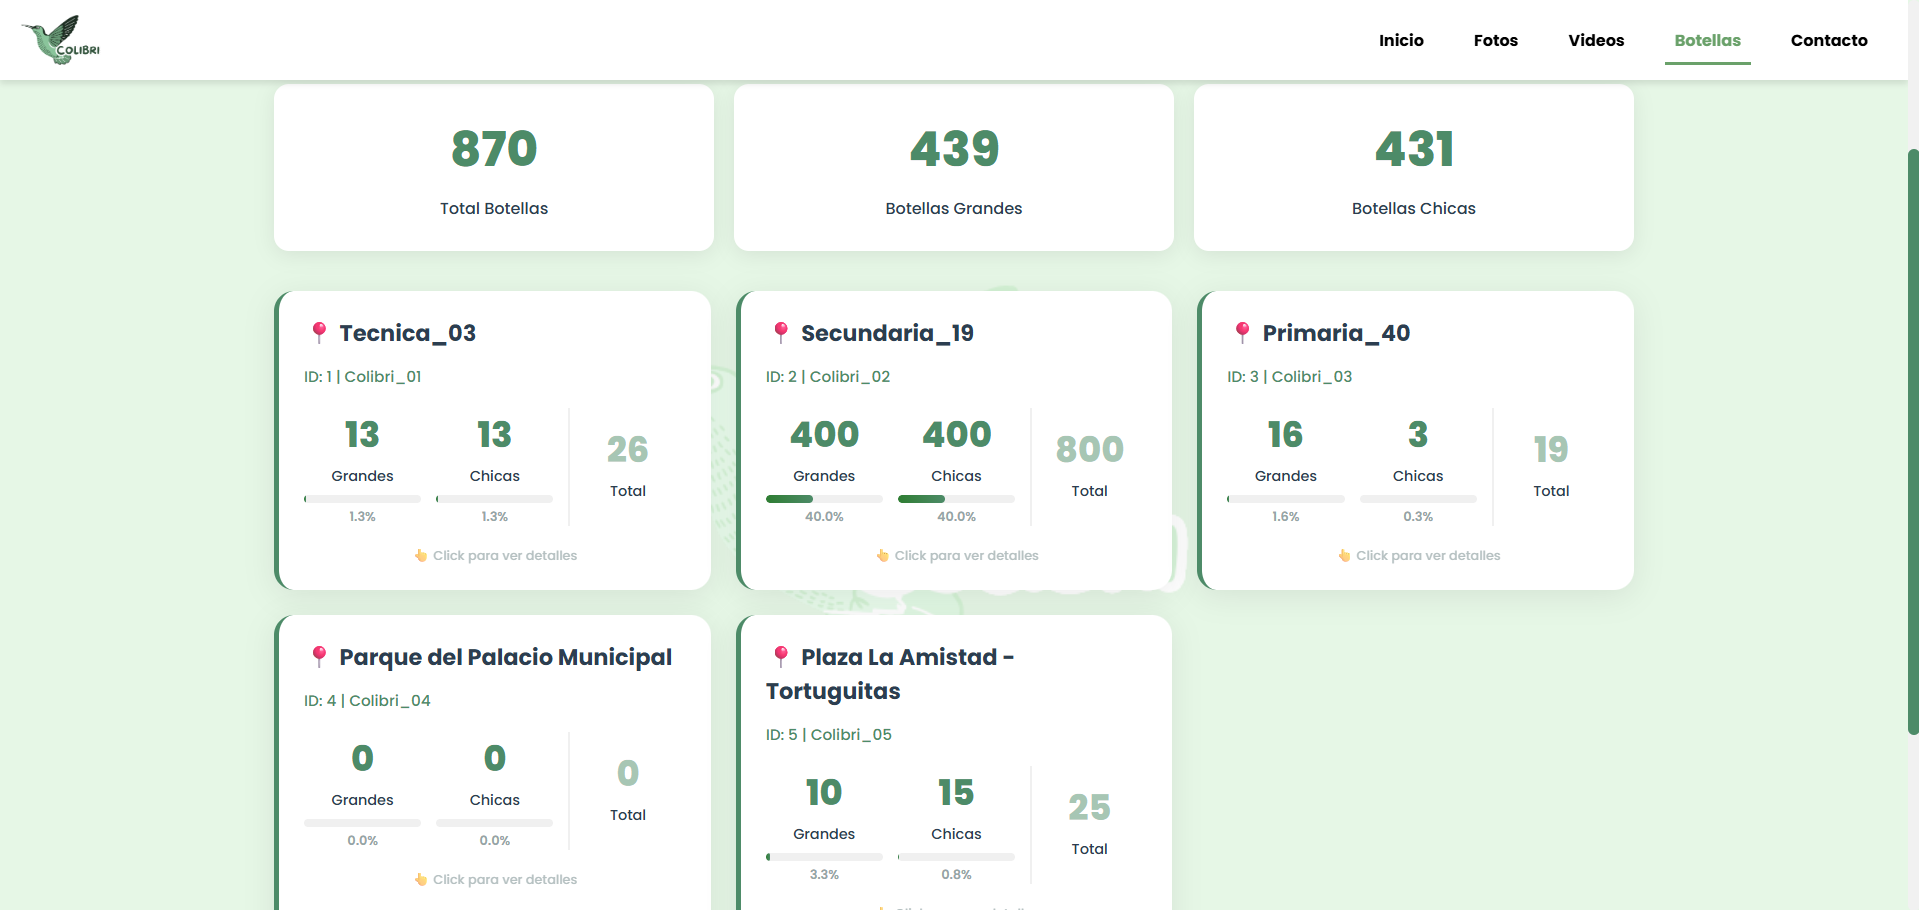 COLIBRI
Inicio
Fotos
Videos
Botellas
Contacto
870
Total Botellas
439
Botellas Grandes
431
Botellas Chicas
Tecnica_03
ID: 1 | Colibri_01
13
Grandes
1.3%
13
Chicas
1.3%
26
Total
Click para ver detalles
Secundaria_19
ID: 2 | Colibri_02
400
Grandes
40.0%
400
Chicas
40.0%
800
Total
Click para ver detalles
Primaria_40
ID: 3 | Colibri_03
16
Grandes
1.6%
3
Chicas
0.3%
19
Total
Click para ver detalles
Parque del Palacio Municipal
ID: 4 | Colibri_04
0
Grandes
0.0%
0
Chicas
0.0%
0
Total
Click para ver detalles
Plaza La Amistad -
Tortuguitas
ID: 5 | Colibri_05
10
Grandes
3.3%
15
Chicas
0.8%
25
Total